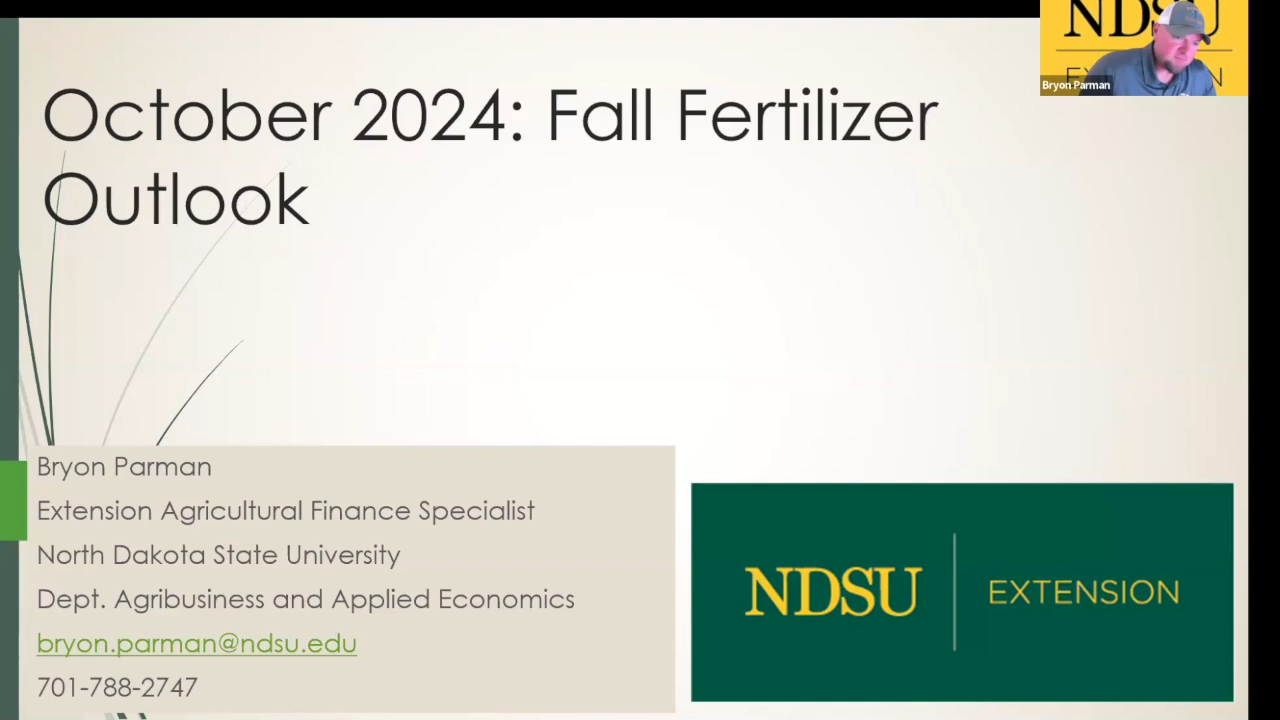 October 2024: Fall Fertilizer
Outlook
NDSU
Bryon Parman
Bryon Parman
Extension Agricultural Finance Specialist
North Dakota State University
Dept. Agribusiness and Applied Economics
bryon.parman@ndsu.edu
701-788-2747
NDSU EXTENSION